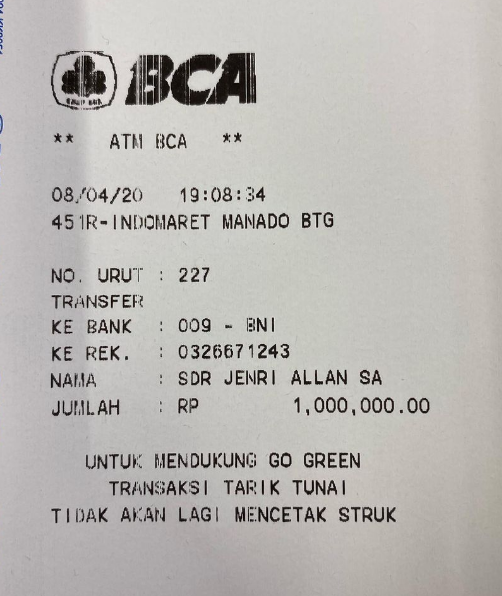 BCA
** ATM BCA **
08/04/20 19:08:34
451R-INDOMARET MANADO BTG
NO. URUT : 227
TRANSFER
KE BANK : 009 - BNI
KE REK. : 0326671243
NAMA : SDR JENRI ALLAN SA
JUMLAH : RP 1,000,000.00
UNTUK MENDUKUNG GO GREEN
TRANSAKSI TARIK TUNAI
TIDAK AKAN LAGI MENCETAK STRUK